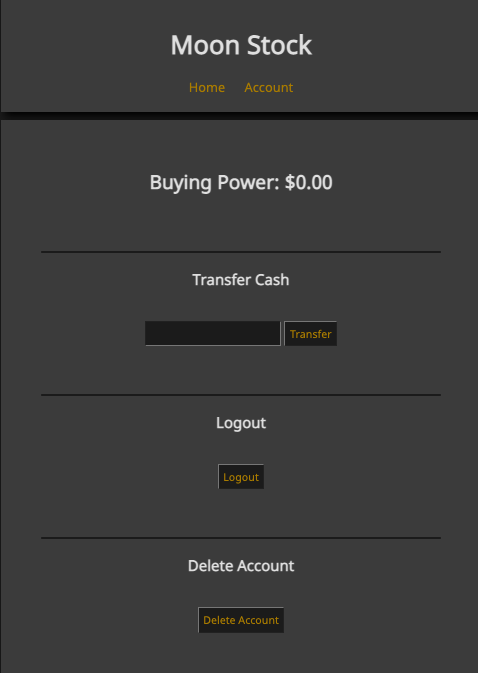 Moon Stock
Home Account
Buying Power: $0.00
Transfer Cash
Transfer
Logout
Logout
Delete Account
Delete Account